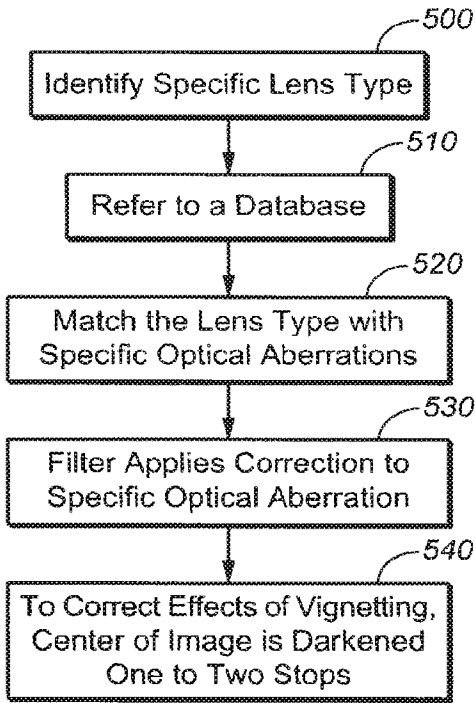 500
Identify Specific Lens Type
510
Refer to a Database
520
Match the Lens Type with
Specific Optical Aberrations
530
Filter Applies Correction to
Specific Optical Aberration
540
To Correct Effects of Vignetting,
Center of Image is Darkened
One to Two Stops